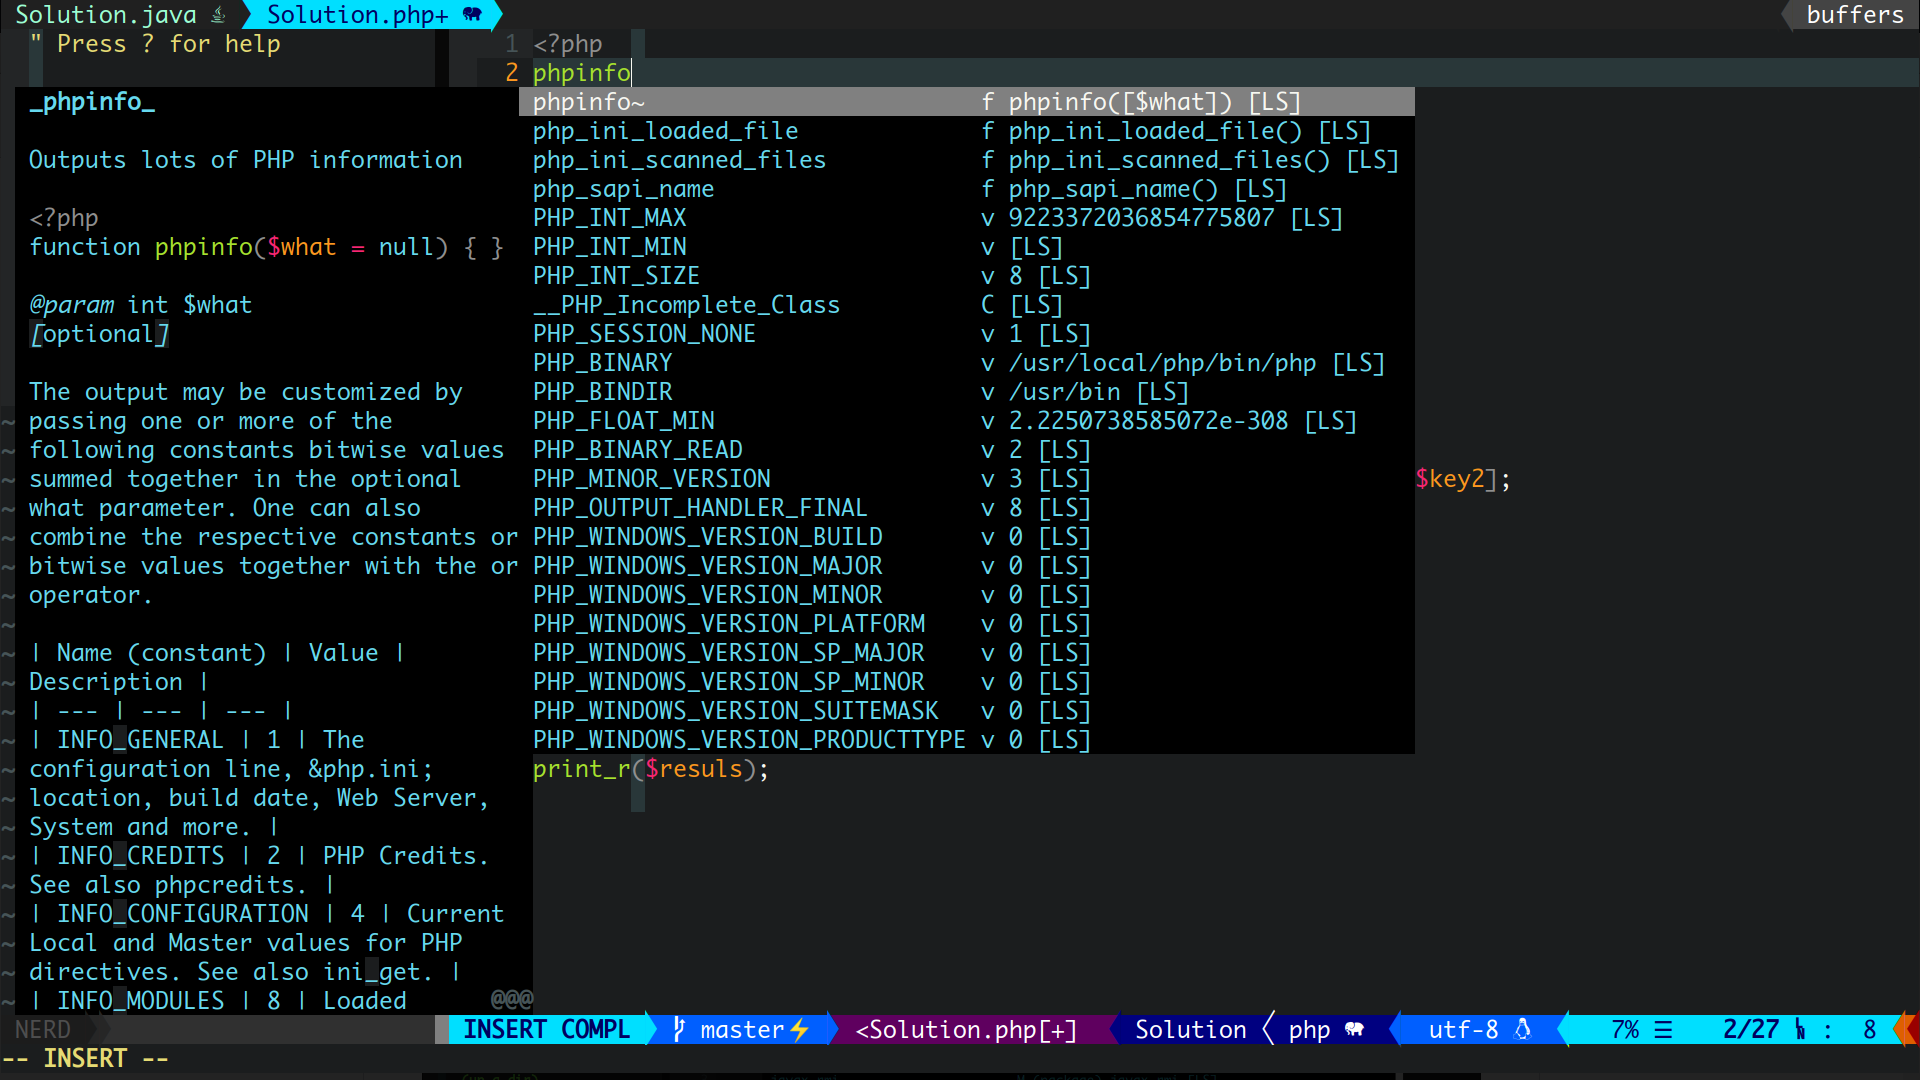 Solution.java Solution.php+ buffers
" Press ? for help
1 <?php
2 phpinfo
_phpinfo_
Outputs lots of PHP information
<?php
function phpinfo($what = null) { }
@param int $what
[optional]
The output may be customized by
passing one or more of the
following constants bitwise values
summed together in the optional
what parameter. One can also
combine the respective constants or
bitwise values together with the or
operator.
| Name (constant) | Value |
Description |
| --- | --- | --- |
| INFO_GENERAL | 1 | The
configuration line, &php.ini;
location, build date, Web Server,
System and more. |
| INFO_CREDITS | 2 | PHP Credits.
See also phpcredits. |
| INFO_CONFIGURATION | 4 | Current
Local and Master values for PHP
directives. See also ini_get. |
| INFO_MODULES | 8 | Loaded @@@
phpinfo~ f phpinfo([$what]) [LS]
php_ini_loaded_file f php_ini_loaded_file() [LS]
php_ini_scanned_files f php_ini_scanned_files() [LS]
php_sapi_name f php_sapi_name() [LS]
PHP_INT_MAX v 9223372036854775807 [LS]
PHP_INT_MIN v [LS]
PHP_INT_SIZE v 8 [LS]
__PHP_Incomplete_Class C [LS]
PHP_SESSION_NONE v 1 [LS]
PHP_BINARY v /usr/local/php/bin/php [LS]
PHP_BINDIR v /usr/bin [LS]
PHP_FLOAT_MIN v 2.2250738585072e-308 [LS]
PHP_BINARY_READ v 2 [LS]
PHP_MINOR_VERSION v 3 [LS]
$key2];
PHP_OUTPUT_HANDLER_FINAL v 8 [LS]
PHP_WINDOWS_VERSION_BUILD v 0 [LS]
PHP_WINDOWS_VERSION_MAJOR v 0 [LS]
PHP_WINDOWS_VERSION_MINOR v 0 [LS]
PHP_WINDOWS_VERSION_PLATFORM v 0 [LS]
PHP_WINDOWS_VERSION_SP_MAJOR v 0 [LS]
PHP_WINDOWS_VERSION_SP_MINOR v 0 [LS]
PHP_WINDOWS_VERSION_SUITEMASK v 0 [LS]
PHP_WINDOWS_VERSION_PRODUCTTYPE v 0 [LS]
print_r($resuls);
NERD INSERT COMPL master⚡ <Solution.php[+] Solution php utf-8 7% ☰ 2/27 : 8
-- INSERT --